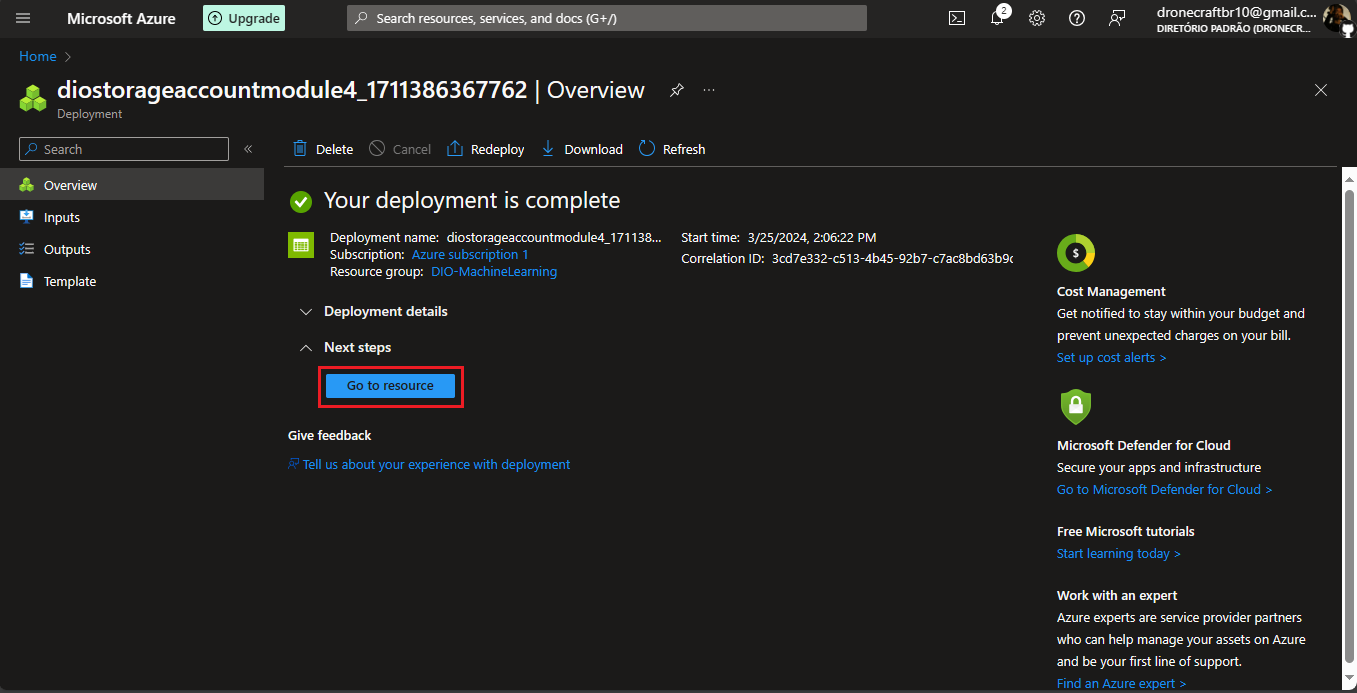 Microsoft Azure
Upgrade
Search resources, services, and docs (G+/)
2
dronecraftbr10@gmail.c...
DIRETÓRIO PADRÃO (DRONECR...
Home
diostorageaccountmodule4_1711386367762 | Overview
...
Deployment
Search
«
Delete
Cancel
Redeploy
Download
Refresh
Overview
Inputs
Outputs
Template
Your deployment is complete
Deployment name: diostorageaccountmodule4_171138...
Subscription: Azure subscription 1
Resource group: DIO-MachineLearning
Start time: 3/25/2024, 2:06:22 PM
Correlation ID: 3cd7e332-c513-4b45-92b7-c7ac8bd63b9c
Deployment details
Next steps
Go to resource
Give feedback
Tell us about your experience with deployment
$
Cost Management
Get notified to stay within your budget and
prevent unexpected charges on your bill.
Set up cost alerts >
Microsoft Defender for Cloud
Secure your apps and infrastructure
Go to Microsoft Defender for Cloud >
Free Microsoft tutorials
Start learning today >
Work with an expert
Azure experts are service provider partners
who can help manage your assets on Azure
and be your first line of support.
Find an Azure expert >